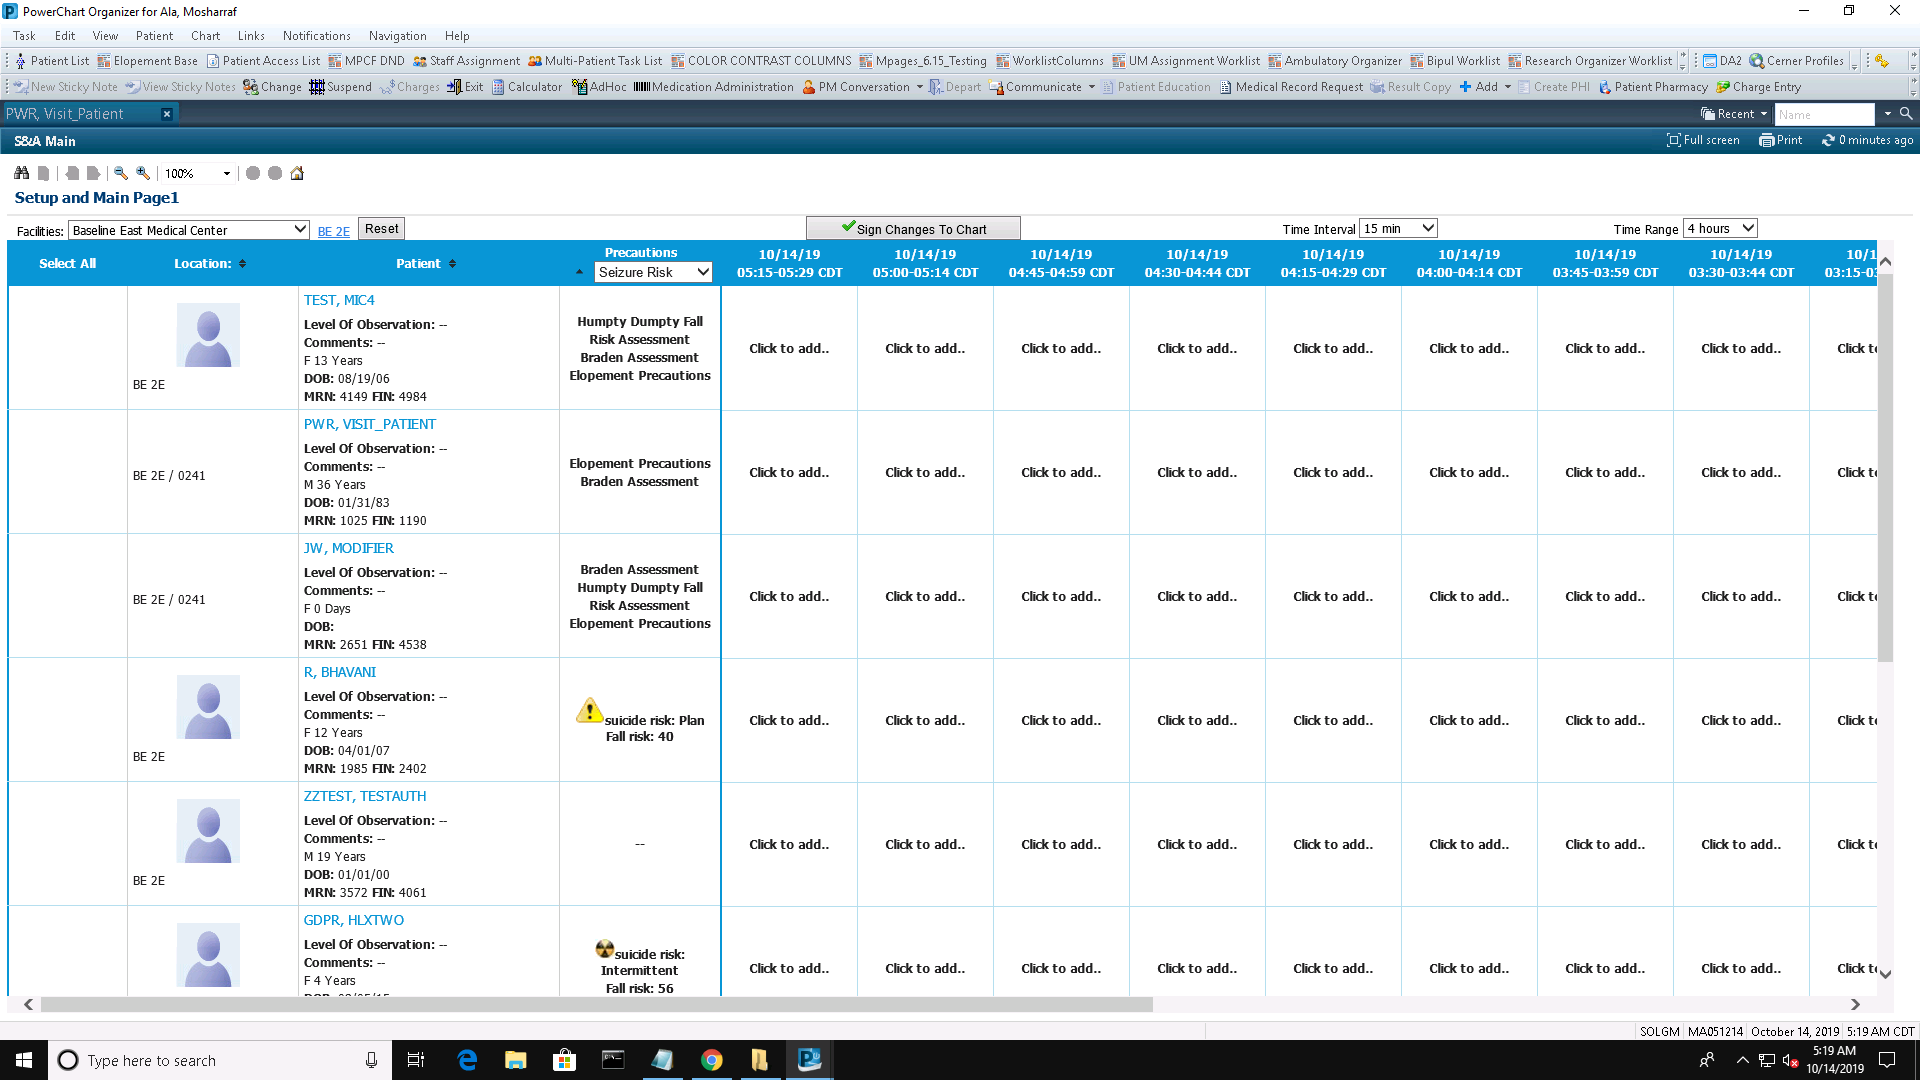 PowerChart Organizer for Ala, Mosharraf
Task Edit View Patient Chart Links Notifications Navigation Help
Patient List Elopement Base Patient Access List MPCF DND Staff Assignment Multi-Patient Task List COLOR CONTRAST COLUMNS Mpages_6.15_Testing WorklistColumns UM Assignment Worklist Ambulatory Organizer Bipul Worklist Research Organizer Worklist DA2 Cerner Profiles
New Sticky Note View Sticky Notes Change Suspend Charges Exit Calculator AdHoc Medication Administration PM Conversation Depart Communicate Patient Education Medical Record Request Result Copy Add Create PHI Patient Pharmacy Charge Entry
PWR, Visit_Patient × Recent Name
S&A Main Full screen Print 0 minutes ago
100%
Setup and Main Page1
Facilities: Baseline East Medical Center BE 2E Reset Sign Changes To Chart Time Interval 15 min Time Range 4 hours
Select All Location: Patient Precautions Seizure Risk
10/14/19 10/14/19 10/14/19 10/14/19 10/14/19 10/14/19 10/14/19 10/14/19 10/1
05:15-05:29 CDT 05:00-05:14 CDT 04:45-04:59 CDT 04:30-04:44 CDT 04:15-04:29 CDT 04:00-04:14 CDT 03:45-03:59 CDT 03:30-03:44 CDT 03:15-03
BE 2E
TEST, MIC4
Level Of Observation: --
Comments: --
F 13 Years
DOB: 08/19/06
MRN: 4149 FIN: 4984
Humpty Dumpty Fall
Risk Assessment
Braden Assessment
Elopement Precautions
Click to add.. Click to add.. Click to add.. Click to add.. Click to add.. Click to add.. Click to add.. Click to add.. Click t
BE 2E / 0241
PWR, VISIT_PATIENT
Level Of Observation: --
Comments: --
M 36 Years
DOB: 01/31/83
MRN: 1025 FIN: 1190
Elopement Precautions
Braden Assessment
Click to add.. Click to add.. Click to add.. Click to add.. Click to add.. Click to add.. Click to add.. Click to add.. Click t
BE 2E / 0241
JW, MODIFIER
Level Of Observation: --
Comments: --
F 0 Days
DOB:
MRN: 2651 FIN: 4538
Braden Assessment
Humpty Dumpty Fall
Risk Assessment
Elopement Precautions
Click to add.. Click to add.. Click to add.. Click to add.. Click to add.. Click to add.. Click to add.. Click to add.. Click t
BE 2E
R, BHAVANI
Level Of Observation: --
Comments: --
F 12 Years
DOB: 04/01/07
MRN: 1985 FIN: 2402
suicide risk: Plan
Fall risk: 40
Click to add.. Click to add.. Click to add.. Click to add.. Click to add.. Click to add.. Click to add.. Click to add.. Click t
BE 2E
ZZTEST, TESTAUTH
Level Of Observation: --
Comments: --
M 19 Years
DOB: 01/01/00
MRN: 3572 FIN: 4061
--
Click to add.. Click to add.. Click to add.. Click to add.. Click to add.. Click to add.. Click to add.. Click to add.. Click t
GDPR, HLXTWO
Level Of Observation: --
Comments: --
F 4 Years
suicide risk:
Intermittent
Fall risk: 56
Click to add.. Click to add.. Click to add.. Click to add.. Click to add.. Click to add.. Click to add.. Click to add.. Click t
SOLGM MA051214 October 14, 2019 5:19 AM CDT
Type here to search
5:19 AM
10/14/2019